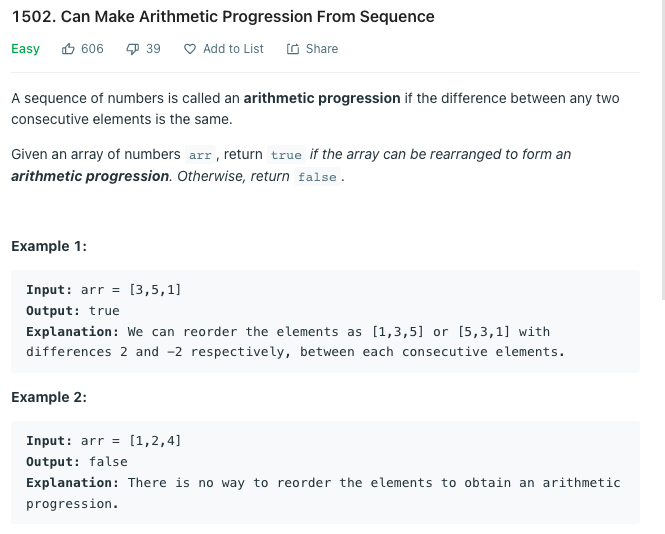 1502. Can Make Arithmetic Progression From Sequence
Easy 606 39 Add to List Share
A sequence of numbers is called an arithmetic progression if the difference between any two
consecutive elements is the same.
Given an array of numbers arr , return true if the array can be rearranged to form an
arithmetic progression. Otherwise, return false .
Example 1:
Input: arr = [3,5,1]
Output: true
Explanation: We can reorder the elements as [1,3,5] or [5,3,1] with
differences 2 and -2 respectively, between each consecutive elements.
Example 2:
Input: arr = [1,2,4]
Output: false
Explanation: There is no way to reorder the elements to obtain an arithmetic
progression.